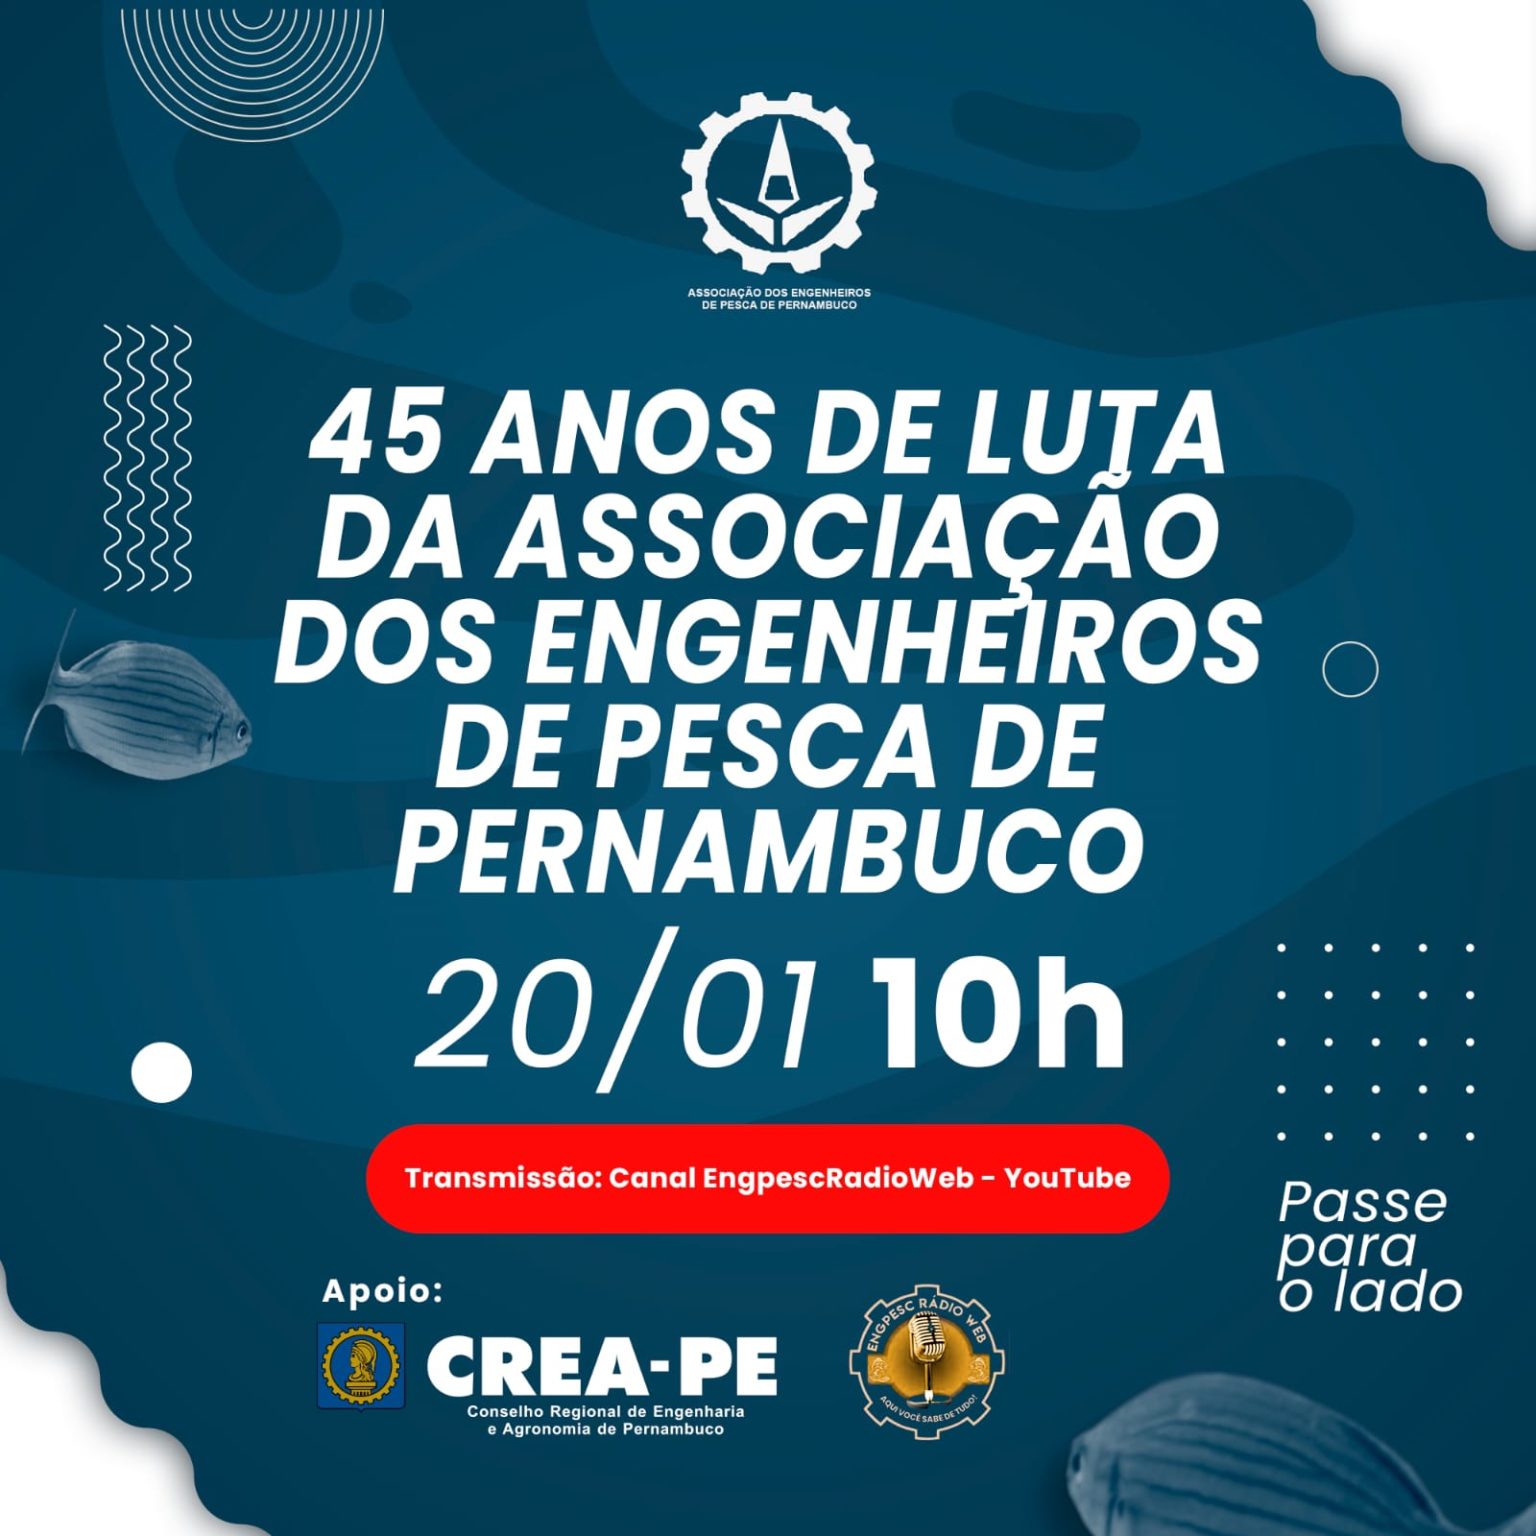 ASSOCIAÇÃO DOS ENGENHEIROS
DE PESCA DE PERNAMBUCO
45 ANOS DE LUTA
DA ASSOCIAÇÃO
DOS ENGENHEIROS
DE PESCA DE
PERNAMBUCO
20/01 10h
Transmissão: Canal EngpescRadioWeb - YouTube
Passe
para
o lado
Apoio:
CREA-PE
Conselho Regional de Engenharia
e Agronomia de Pernambuco
ENGPESC RÁDIO WEB
AQUI VOCÊ SABE DE TUDO!